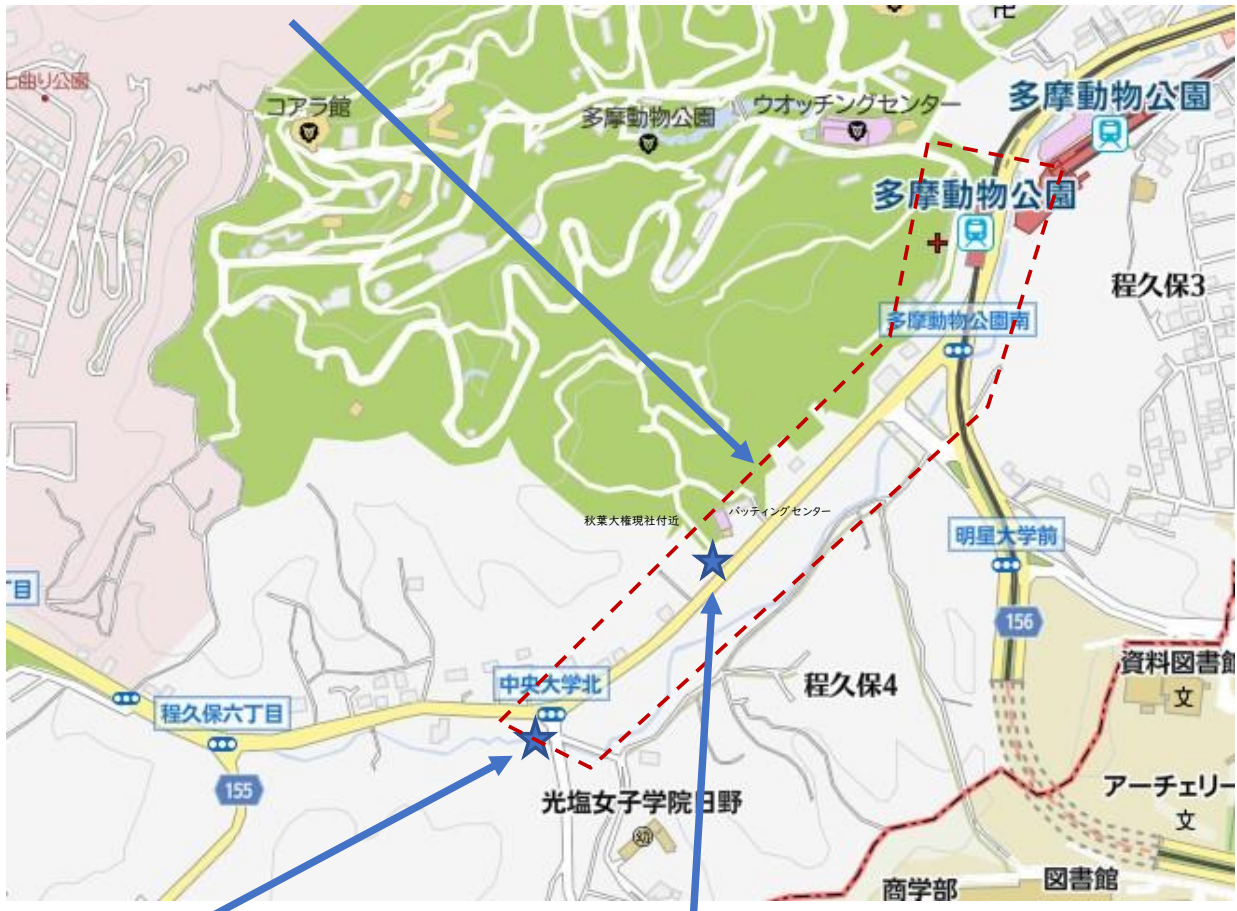 七曲り公園
コアラ館
多摩動物公園
ウオッチングセンター
多摩動物公園
多摩動物公園
程久保3
多摩動物公園南
秋葉大権現社付近
バッティングセンター
明星大学前
丁目
156
資料図書館
文
中央大学北
程久保4
程久保六丁目
155
光塩女子学院日野
幼
アーチェリー
文
商学部
図書館